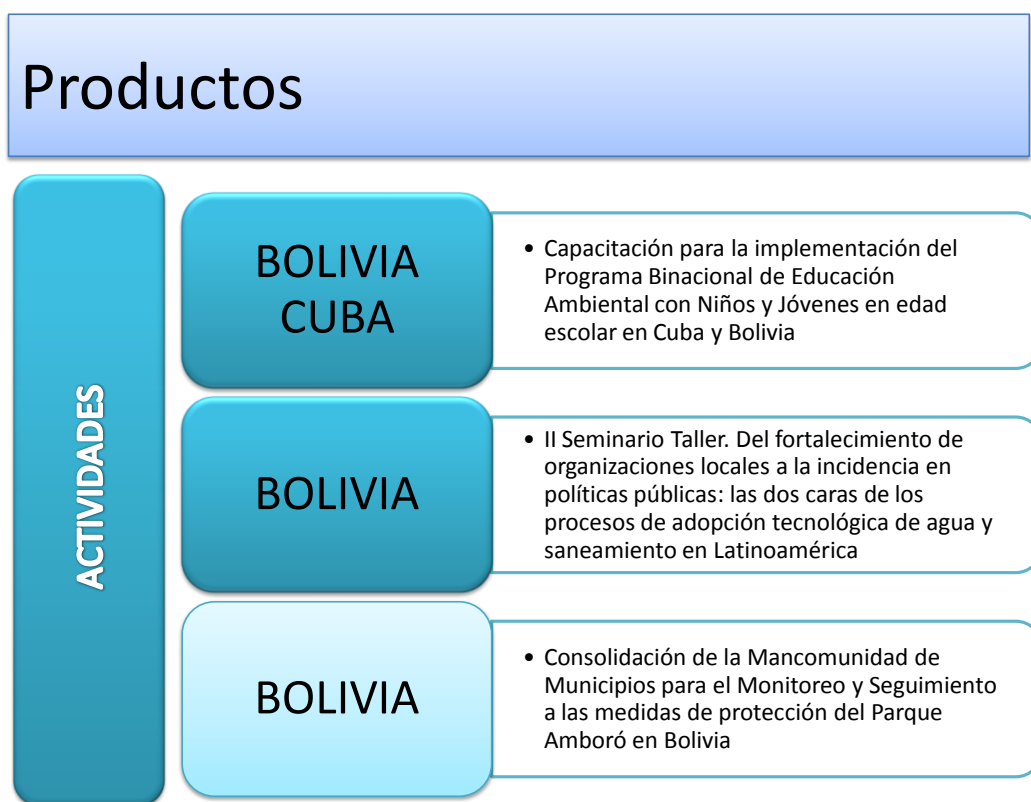 Productos
ACTIVIDADES
BOLIVIA
CUBA
• Capacitación para la implementación del
Programa Binacional de Educación
Ambiental con Niños y Jóvenes en edad
escolar en Cuba y Bolivia
BOLIVIA
• II Seminario Taller. Del fortalecimiento de
organizaciones locales a la incidencia en
políticas públicas: las dos caras de los
procesos de adopción tecnológica de agua y
saneamiento en Latinoamérica
BOLIVIA
• Consolidación de la Mancomunidad de
Municipios para el Monitoreo y Seguimiento
a las medidas de protección del Parque
Amboró en Bolivia